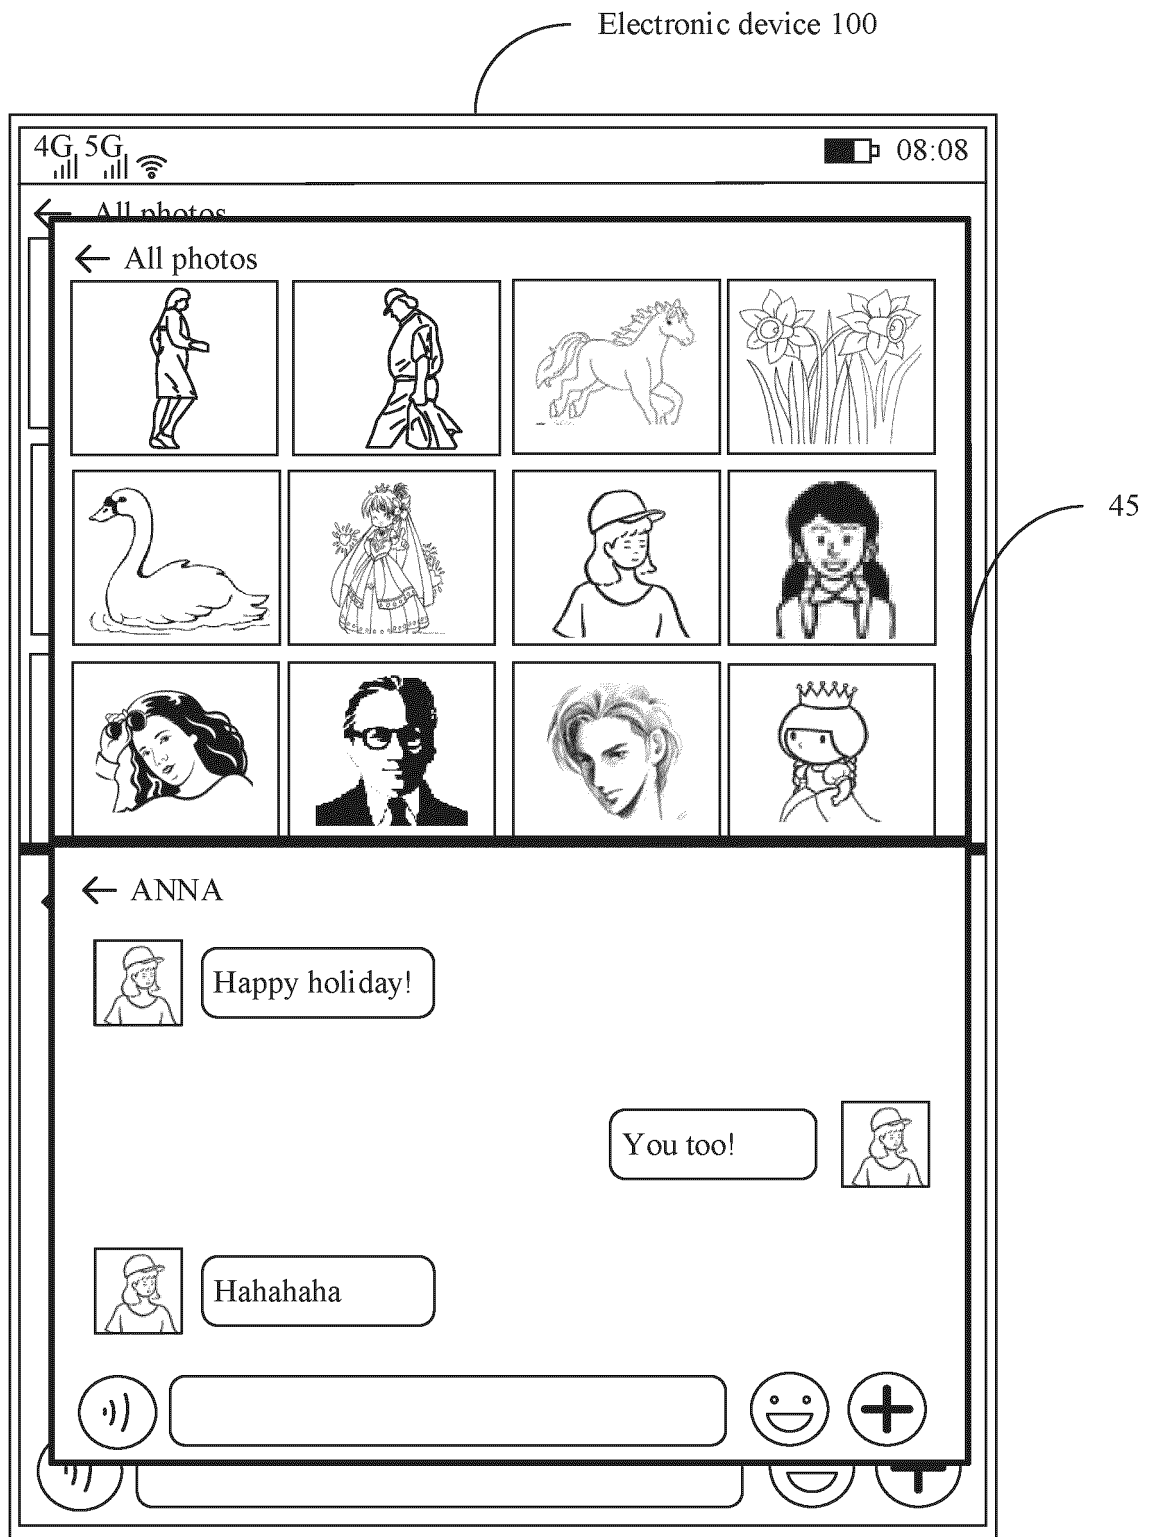 Electronic device 100
4G 5G 08:08
All photos
All photos
45
ANNA
Happy holiday!
You too!
Hahahaha